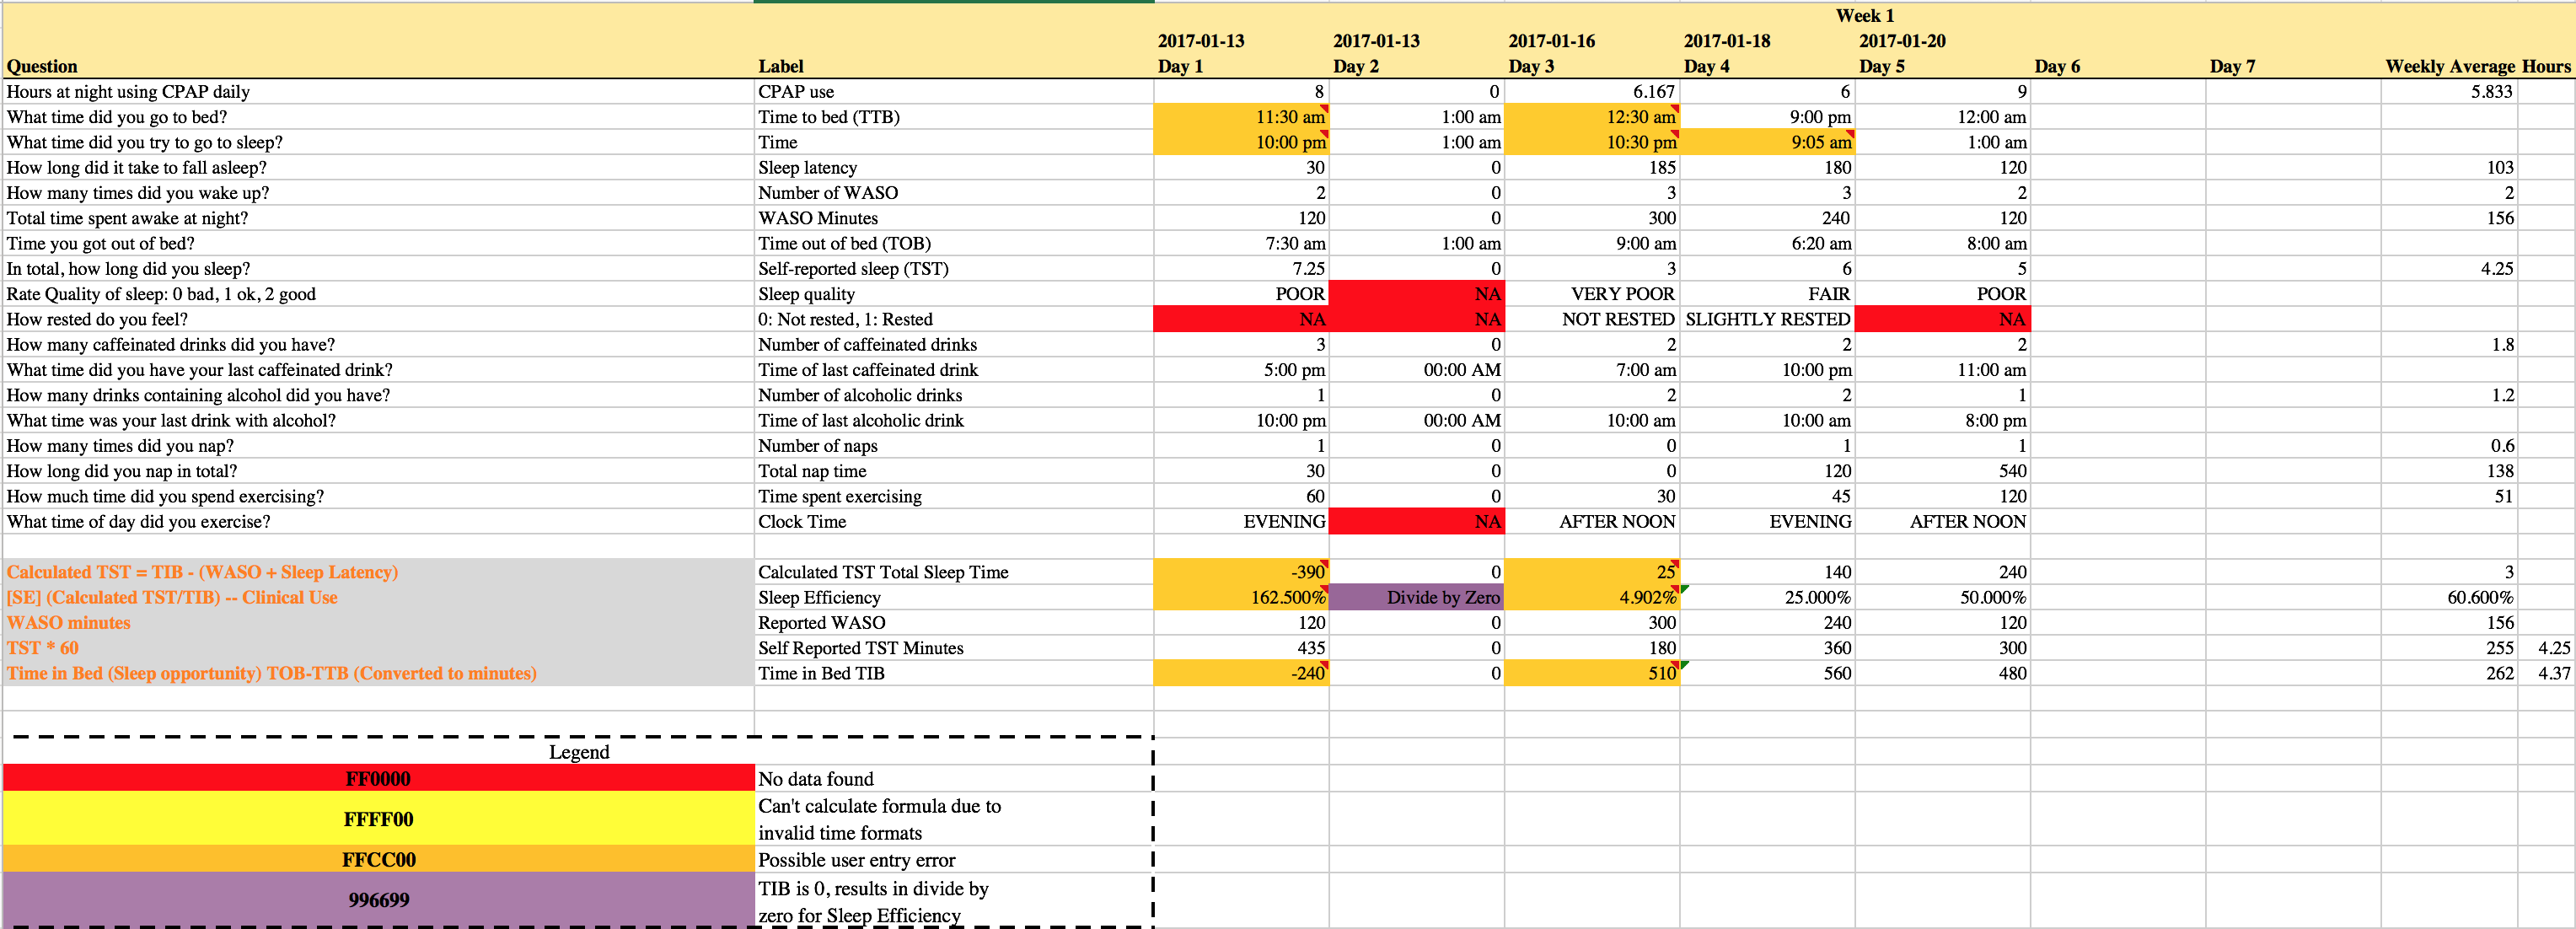 Week 1
2017-01-13 2017-01-13 2017-01-16 2017-01-18 2017-01-20
Question Label Day 1 Day 2 Day 3 Day 4 Day 5 Day 6 Day 7 Weekly Average Hours
Hours at night using CPAP daily CPAP use 8 0 6.167 6 9 5.833
What time did you go to bed? Time to bed (TTB) 11:30 am 1:00 am 12:30 am 9:00 pm 12:00 am
What time did you try to go to sleep? Time 10:00 pm 1:00 am 10:30 pm 9:05 am 1:00 am
How long did it take to fall asleep? Sleep latency 30 0 185 180 120 103
How many times did you wake up? Number of WASO 2 0 3 3 2 2
Total time spent awake at night? WASO Minutes 120 0 300 240 120 156
Time you got out of bed? Time out of bed (TOB) 7:30 am 1:00 am 9:00 am 6:20 am 8:00 am
In total, how long did you sleep? Self-reported sleep (TST) 7.25 0 3 6 5 4.25
Rate Quality of sleep: 0 bad, 1 ok, 2 good Sleep quality POOR NA VERY POOR FAIR POOR
How rested do you feel? 0: Not rested, 1: Rested NA NA NOT RESTED SLIGHTLY RESTED NA
How many caffeinated drinks did you have? Number of caffeinated drinks 3 0 2 2 2 1.8
What time did you have your last caffeinated drink? Time of last caffeinated drink 5:00 pm 00:00 AM 7:00 am 10:00 pm 11:00 am
How many drinks containing alcohol did you have? Number of alcoholic drinks 1 0 2 2 1 1.2
What time was your last drink with alcohol? Time of last alcoholic drink 10:00 pm 00:00 AM 10:00 am 10:00 am 8:00 pm
How many times did you nap? Number of naps 1 0 0 1 1 0.6
How long did you nap in total? Total nap time 30 0 0 120 540 138
How much time did you spend exercising? Time spent exercising 60 0 30 45 120 51
What time of day did you exercise? Clock Time EVENING NA AFTER NOON EVENING AFTER NOON
Calculated TST = TIB - (WASO + Sleep Latency) Calculated TST Total Sleep Time -390 0 25 140 240 3
[SE] (Calculated TST/TIB) -- Clinical Use Sleep Efficiency 162.500% Divide by Zero 4.902% 25.000% 50.000% 60.600%
WASO minutes Reported WASO 120 0 300 240 120 156
TST * 60 Self Reported TST Minutes 435 0 180 360 300 255 4.25
Time in Bed (Sleep opportunity) TOB-TTB (Converted to minutes) Time in Bed TIB -240 0 510 560 480 262 4.37
Legend
FF0000 No data found
FFFF00 Can't calculate formula due to
invalid time formats
FFCC00 Possible user entry error
996699 TIB is 0, results in divide by
zero for Sleep Efficiency